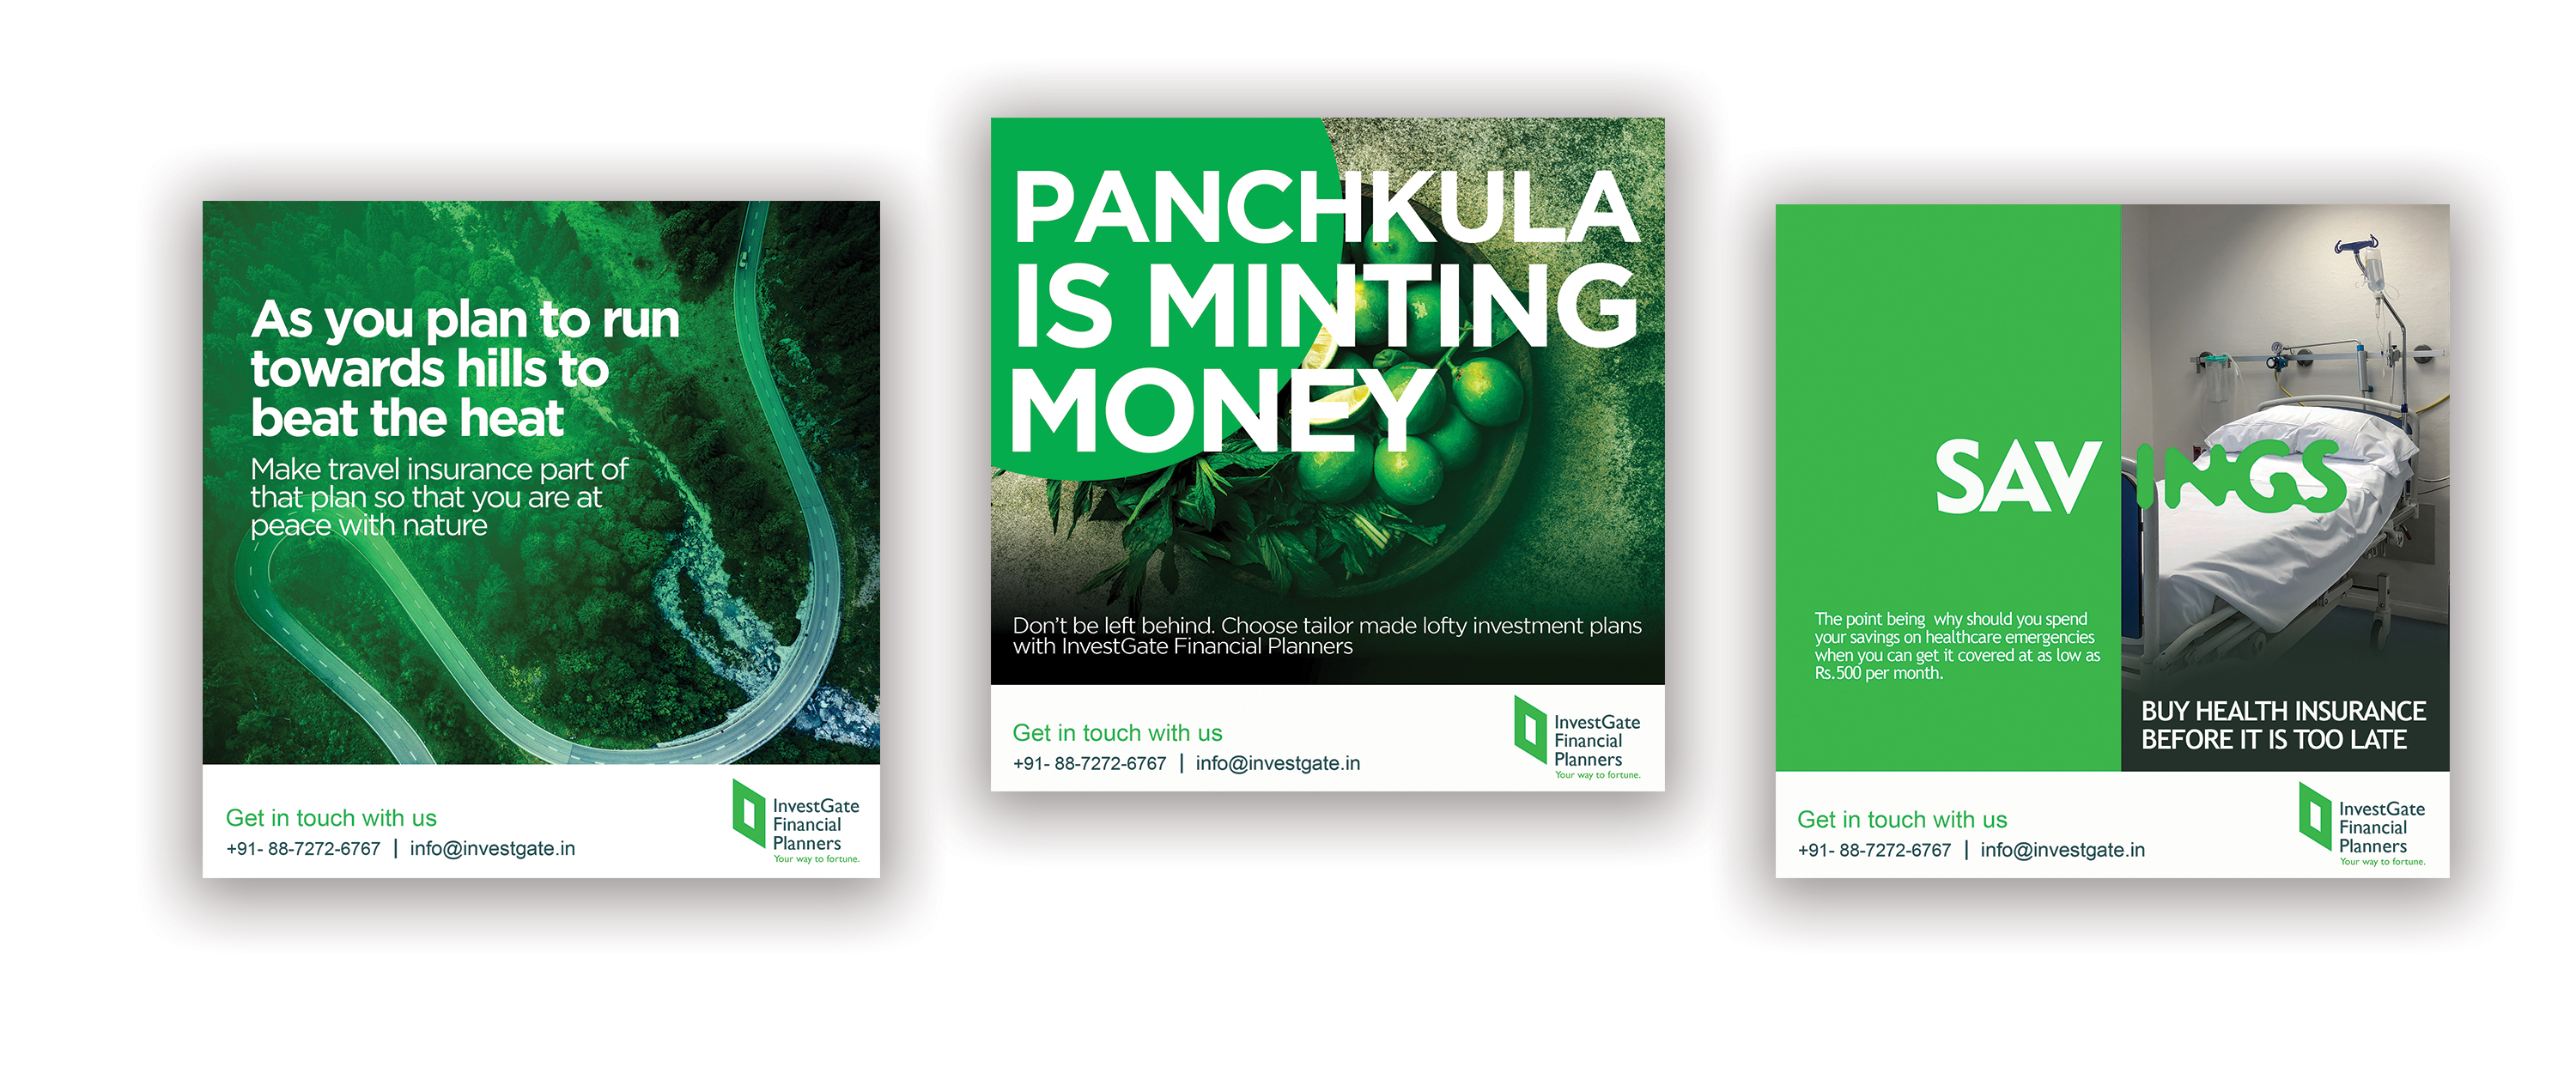 As you plan to run
towards hills to
beat the heat
Make travel insurance part of
that plan so that you are at
peace with nature
Get in touch with us
+91- 88-7272-6767 | info@investgate.in
InvestGate
Financial
Planners
Your way to fortune.
PANCHKULA
IS MINTING
MONEY
Don't be left behind. Choose tailor made lofty investment plans
with InvestGate Financial Planners
Get in touch with us
+91- 88-7272-6767 | info@investgate.in
InvestGate
Financial
Planners
Your way to fortune.
SAVINGS
The point being why should you spend
your savings on healthcare emergencies
when you can get it covered at as low as
Rs.500 per month.
BUY HEALTH INSURANCE
BEFORE IT IS TOO LATE
Get in touch with us
+91- 88-7272-6767 | info@investgate.in
InvestGate
Financial
Planners
Your way to fortune.